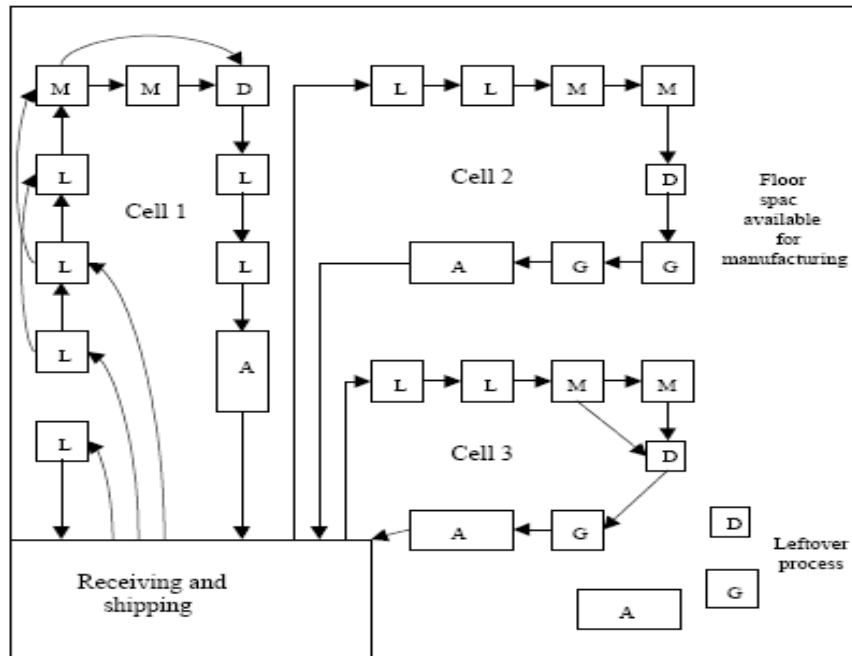 M
M
D
L
L
M
M
L
L
D
Cell 1
Cell 2
Floor
spac
available
for
manufacturing
L
L
A
G
G
L
A
L
L
M
M
L
Cell 3
D
A
G
D
Leftover
process
Receiving and
shipping
G
A